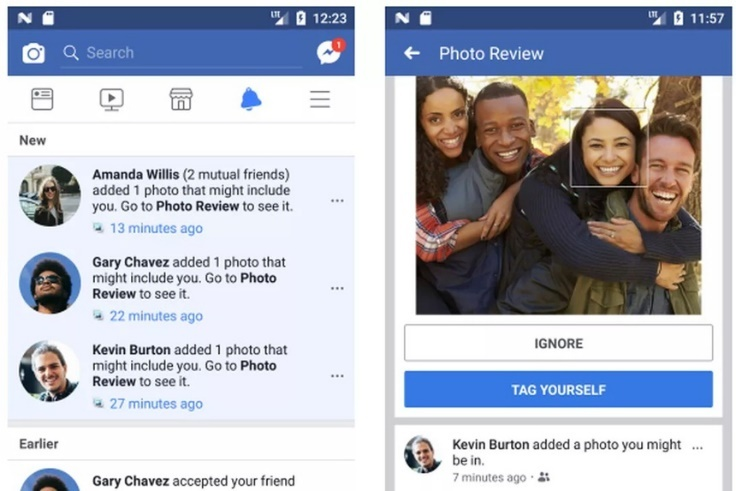 LTE 12:23
Search
1
New
Amanda Willis (2 mutual friends)
added 1 photo that might include
you. Go to Photo Review to see it.
13 minutes ago
Gary Chavez added 1 photo that
might include you. Go to Photo
Review to see it.
22 minutes ago
Kevin Burton added 1 photo that
might include you. Go to Photo
Review to see it.
27 minutes ago
Earlier
Gary Chavez accepted your friend
LTE 11:57
Photo Review
IGNORE
TAG YOURSELF
Kevin Burton added a photo you might
be in.
7 minutes ago ·